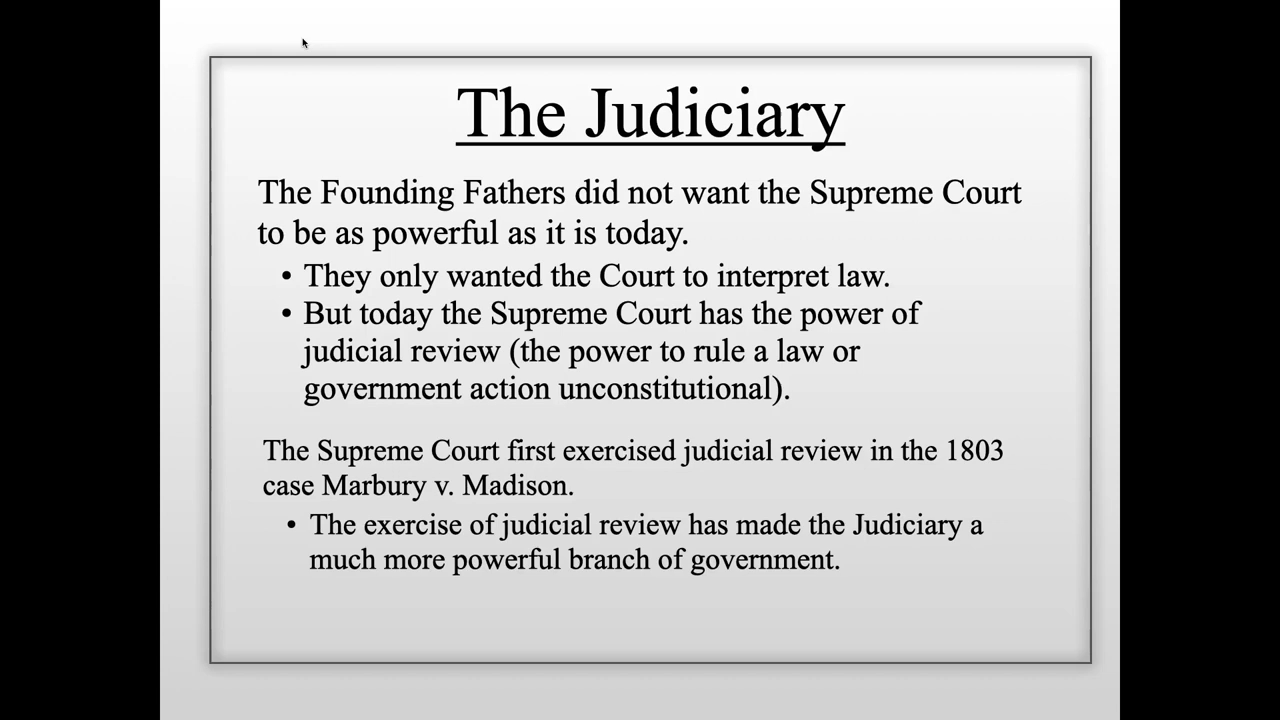 The Judiciary
The Founding Fathers did not want the Supreme Court
to be as powerful as it is today.
• They only wanted the Court to interpret law.
• But today the Supreme Court has the power of
judicial review (the power to rule a law or
government action unconstitutional).
The Supreme Court first exercised judicial review in the 1803
case Marbury v. Madison.
• The exercise of judicial review has made the Judiciary a
much more powerful branch of government.